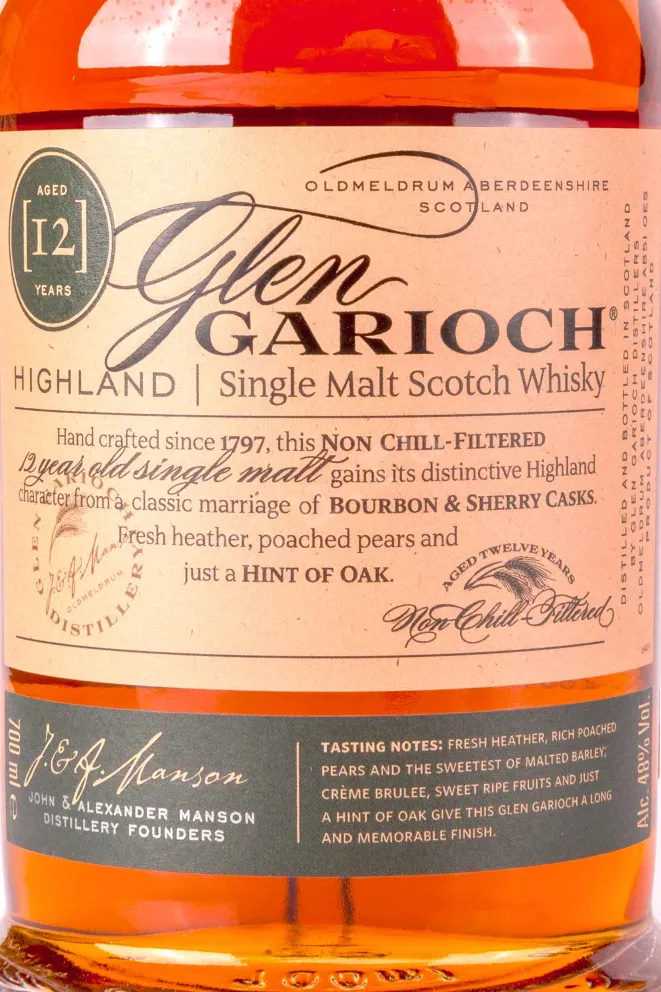 AGED
[12]
YEARS
OLDMELDRUM ABERDEENSHIRE
SCOTLAND
Glen
GARIOCH®
HIGHLAND | Single Malt Scotch Whisky
Hand crafted since 1797, this NON CHILL-FILTERED
12 year old single malt gains its distinctive Highland
character from a classic marriage of BOURBON & SHERRY CASKS.
Fresh heather, poached pears and
just a HINT OF OAK.
GLEN GARIOCH
J.&A. Manson
OLDMELDRUM
DISTILLERY
AGED TWELVE YEARS
Non Chill-Filtered
DISTILLED AND BOTTLED IN SCOTLAND
BY GLEN GARIOCH DISTILLERS
OLDMELDRUM ABERDEENSHIRE AB51 0ES
PRODUCT OF SCOTLAND
700 ml e
J.&A. Manson
JOHN & ALEXANDER MANSON
DISTILLERY FOUNDERS
TASTING NOTES: FRESH HEATHER, RICH POACHED
PEARS AND THE SWEETEST OF MALTED BARLEY;
CRÈME BRULEE, SWEET RIPE FRUITS AND JUST
A HINT OF OAK GIVE THIS GLEN GARIOCH A LONG
AND MEMORABLE FINISH.
Alc. 48% Vol.